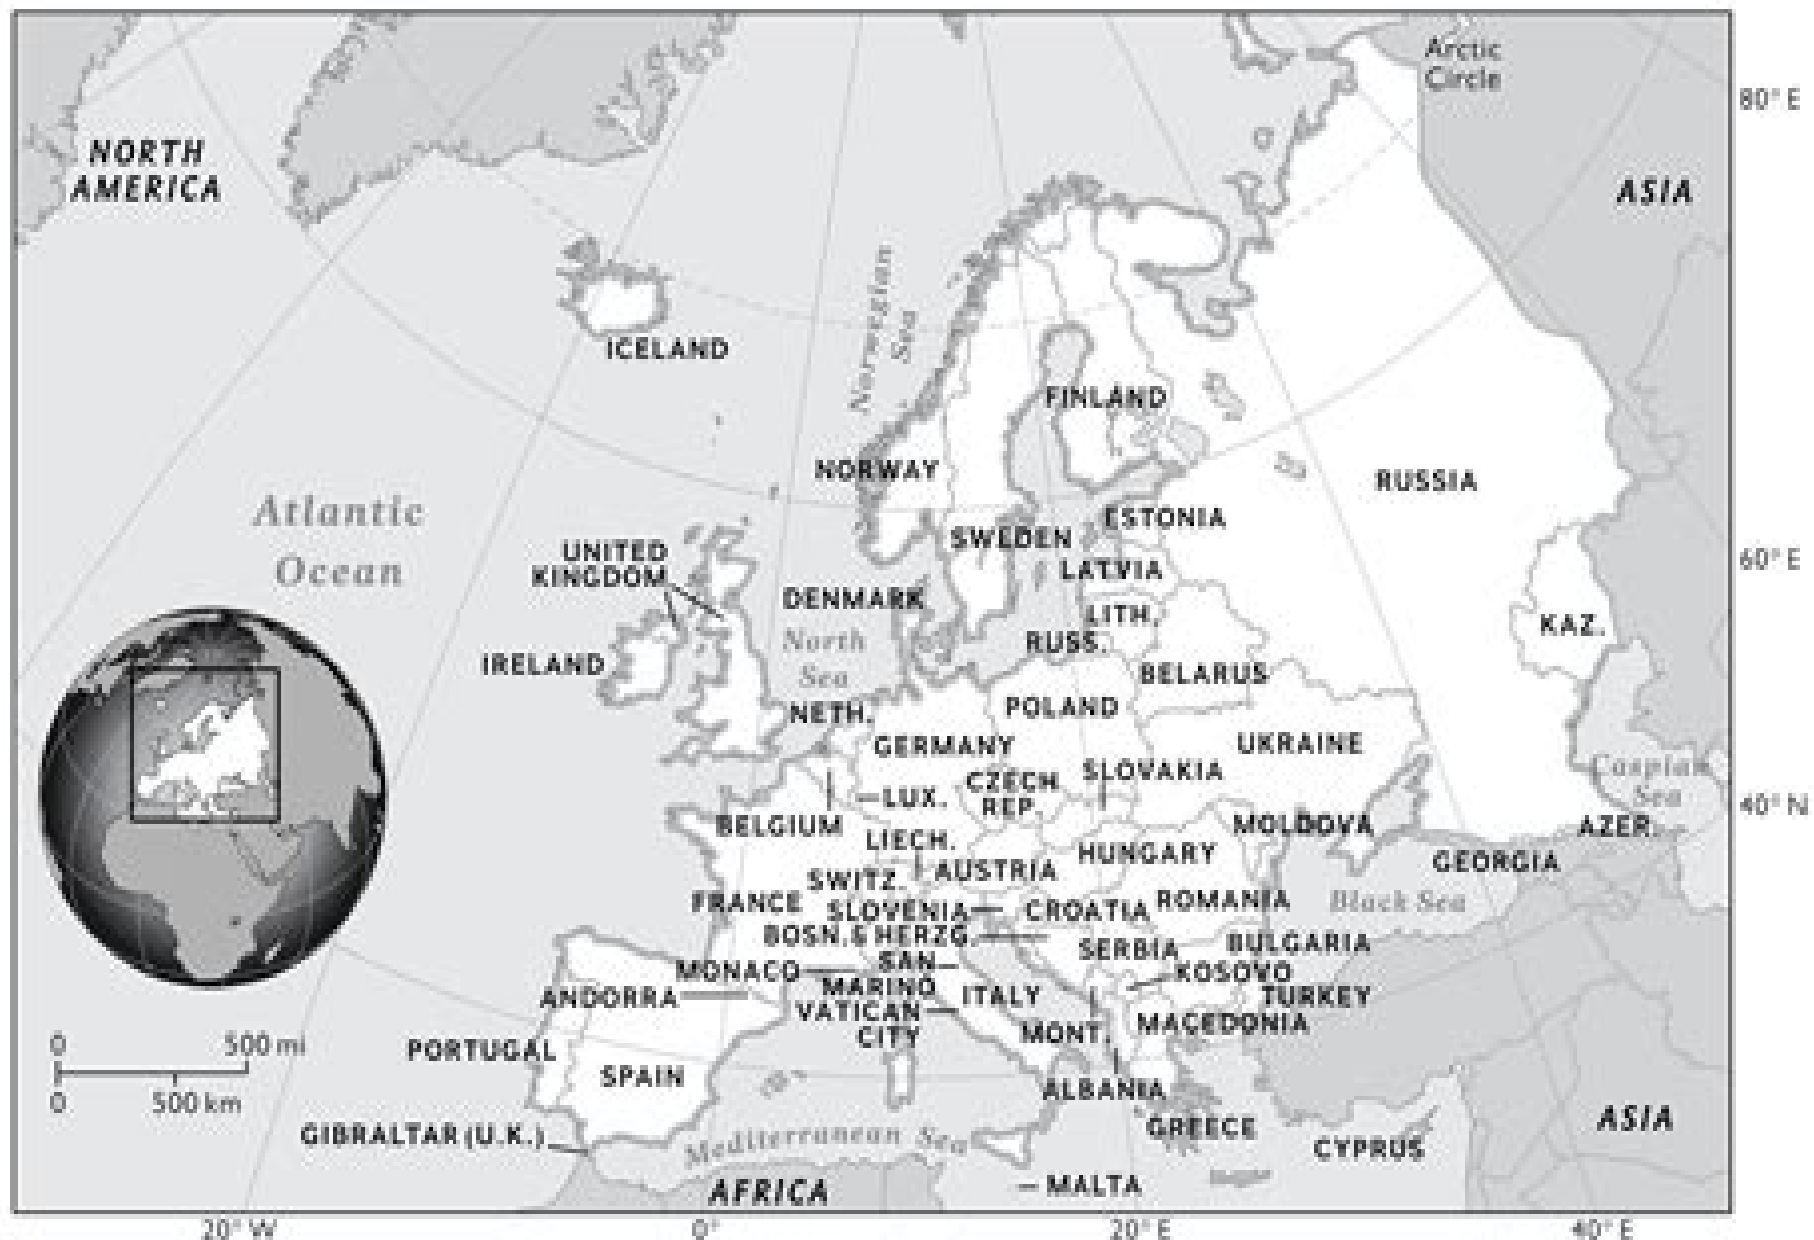 Arctic
Circle
80° E
NORTH
AMERICA
ASIA
Norwegian
Sea
ICELAND
FINLAND
NORWAY
RUSSIA
Atlantic
Ocean
ESTONIA
SWEDEN
UNITED
KINGDOM
LATVIA
60° E
DENMARK
LITH.
KAZ.
North
Sea
RUSS.
IRELAND
BELARUS
NETH.
POLAND
GERMANY
UKRAINE
SLOVAKIA
CZECH
REP.
Caspian
Sea
LUX.
40° N
BELGIUM
MOLDOVA
AZER.
LIECH.
HUNGARY
GEORGIA
AUSTRIA
SWITZ.
FRANCE
SLOVENIA
CROATIA
ROMANIA
Black Sea
BOSN.& HERZG.
SERBIA
BULGARIA
MONACO
SAN
MARINO
KOSOVO
ANDORRA
ITALY
TURKEY
VATICAN
CITY
MONT.
MACEDONIA
0
500 mi
PORTUGAL
SPAIN
ALBANIA
0
500 km
GREECE
ASIA
GIBRALTAR (U.K.)
Mediterranean Sea
CYPRUS
AFRICA
MALTA
20° W
0°
20° E
40° E